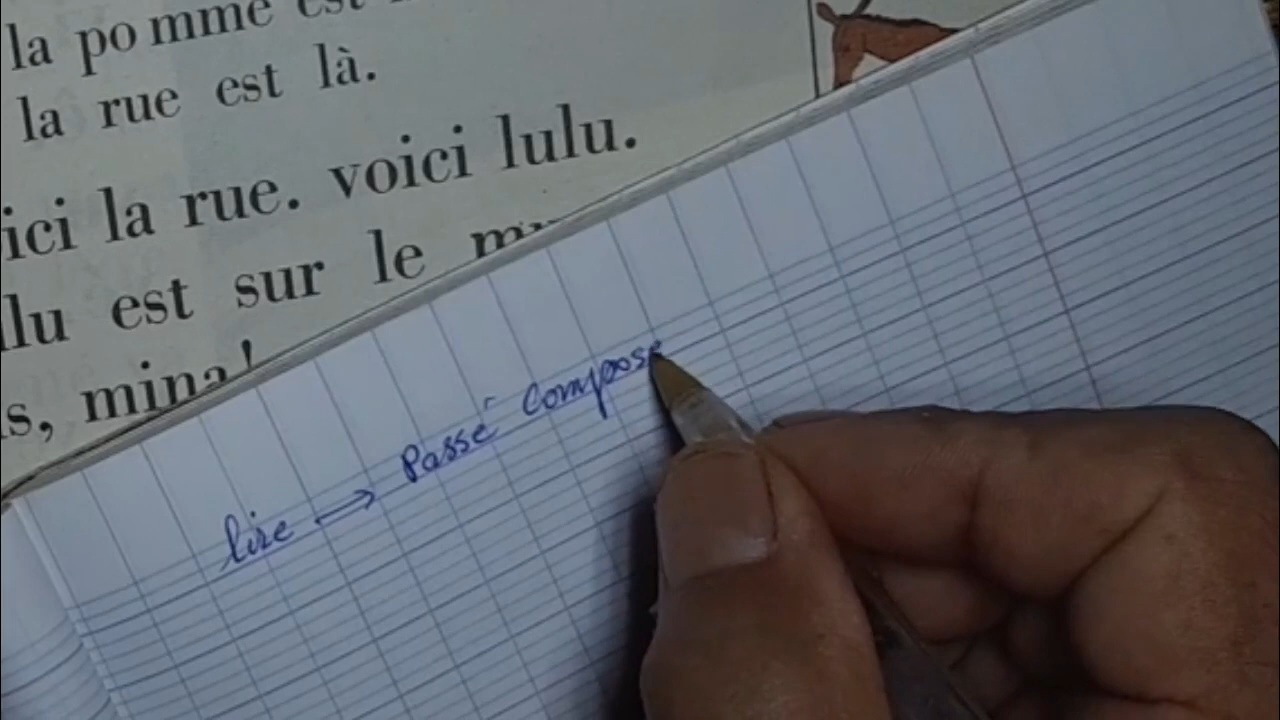 la pomme est
la rue est là.
ici la rue. voici lulu.
lu est sur le
s, mina!
lire ⇒ Passé composé